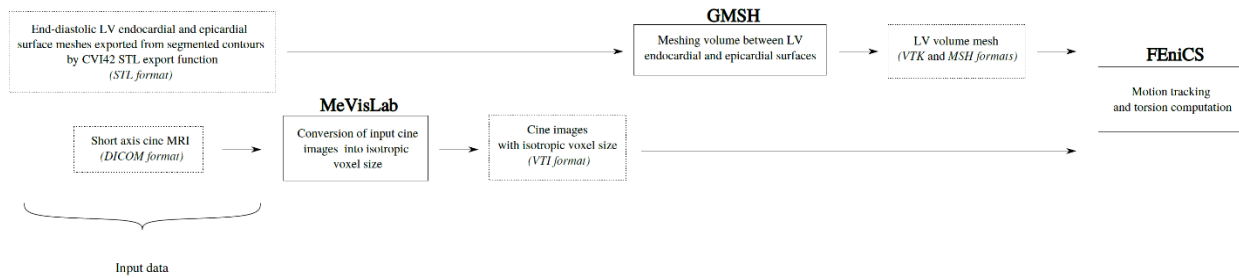 End-diastolic LV endocardial and epicardial
surface meshes exported from segmented contours
by CVI42 STL export function
(STL format)
GMSH
Meshing volume between LV
endocardial and epicardial surfaces
LV volume mesh
(VTK and MSH formats)
FEniCS
Motion tracking
and torsion computation
Short axis cine MRI
(DICOM format)
MeVisLab
Conversion of input cine
images into isotropic
voxel size
Cine images
with isotropic voxel size
(VTI format)
Input data